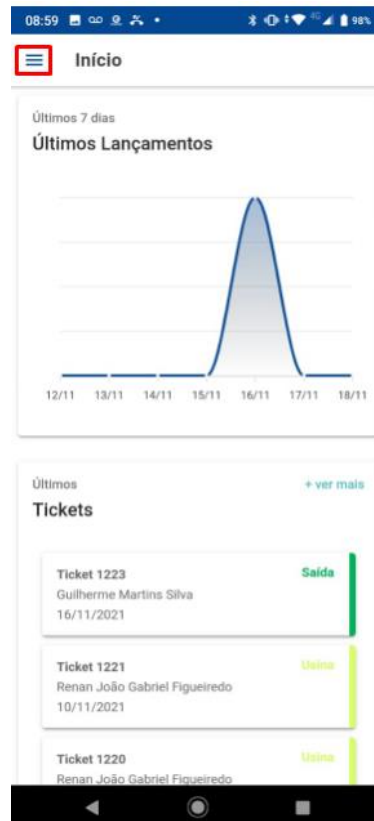 08:59
4G
98%
Início
Últimos 7 dias
Últimos Lançamentos
12/11 13/11 14/11 15/11 16/11 17/11 18/11
Últimos
+ ver mais
Tickets
Ticket 1223
Saída
Guilherme Martins Silva
16/11/2021
Ticket 1221
Usina
Renan João Gabriel Figueiredo
10/11/2021
Ticket 1220
Usina
Renan João Gabriel Figueiredo